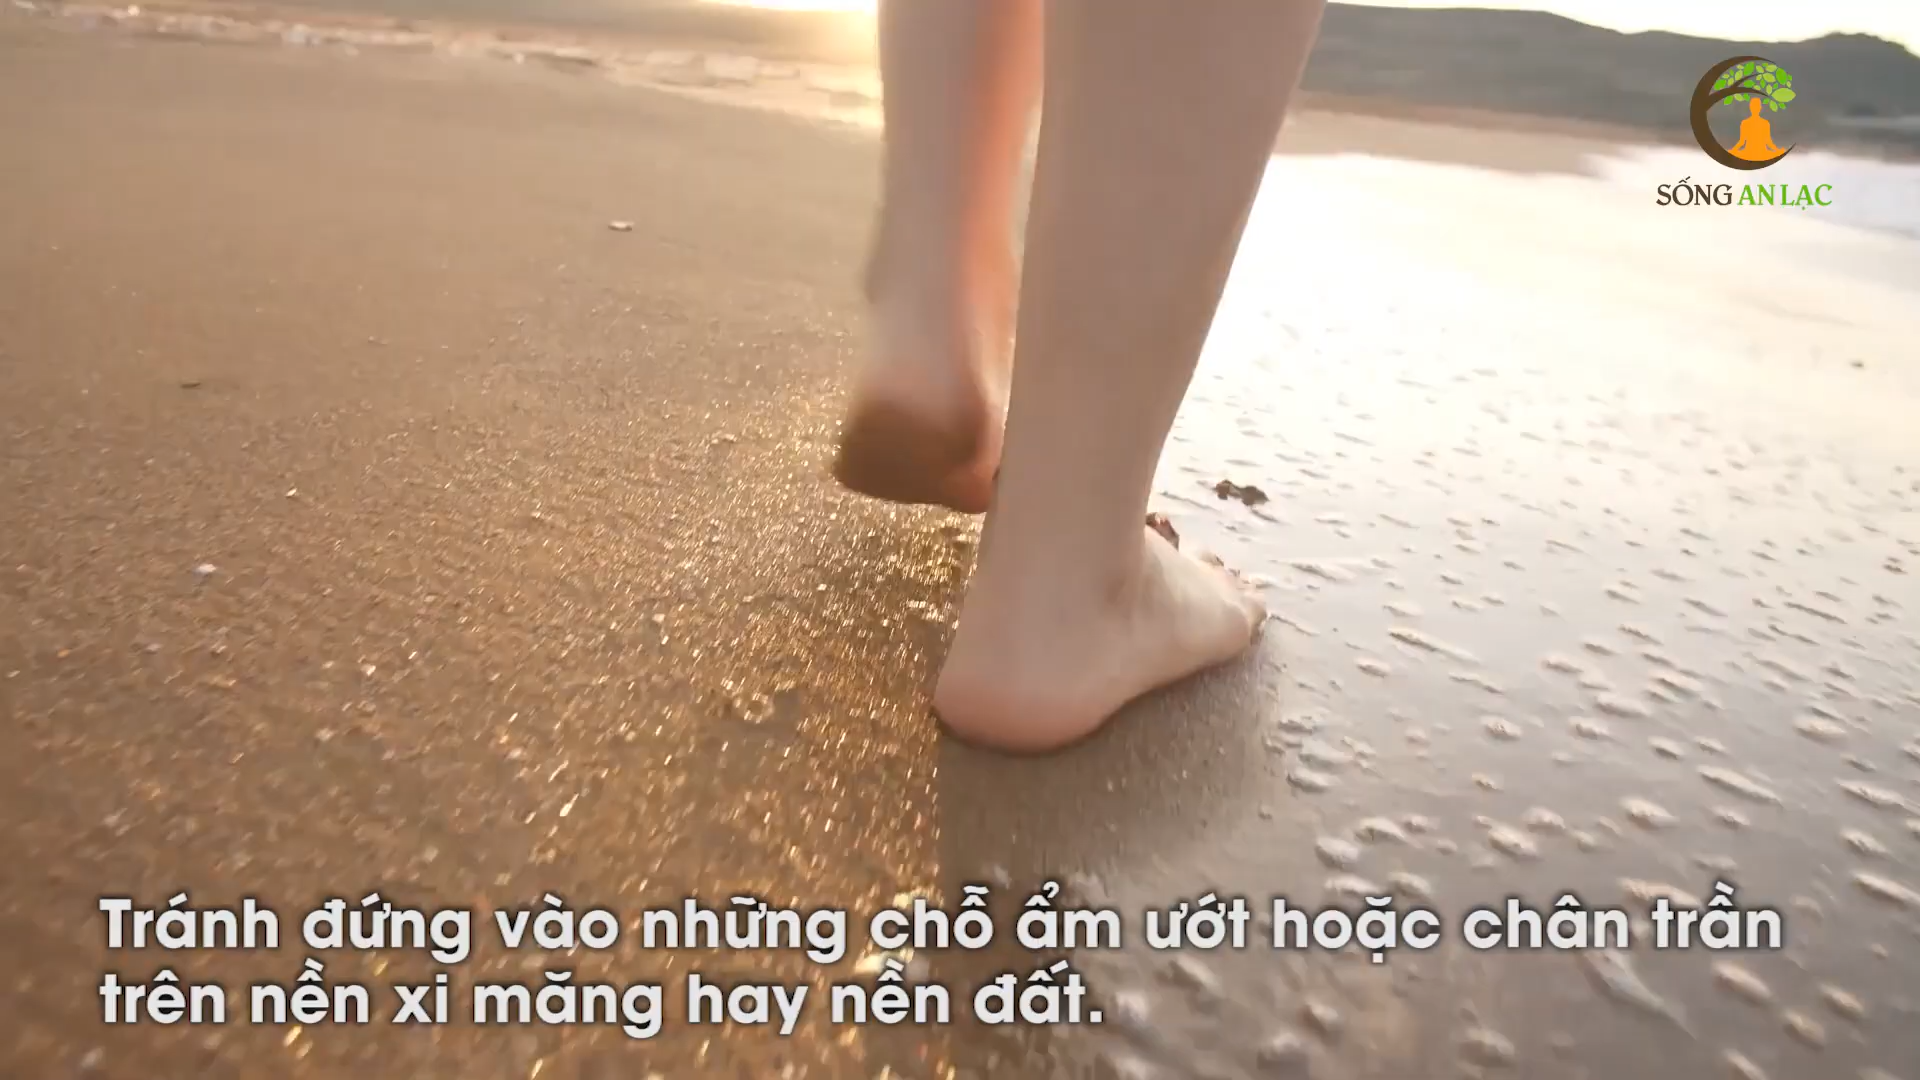 SỐNG AN LẠC
Tránh đứng vào những chỗ ẩm ướt hoặc chân trần
trên nền xi măng hay nền đất.